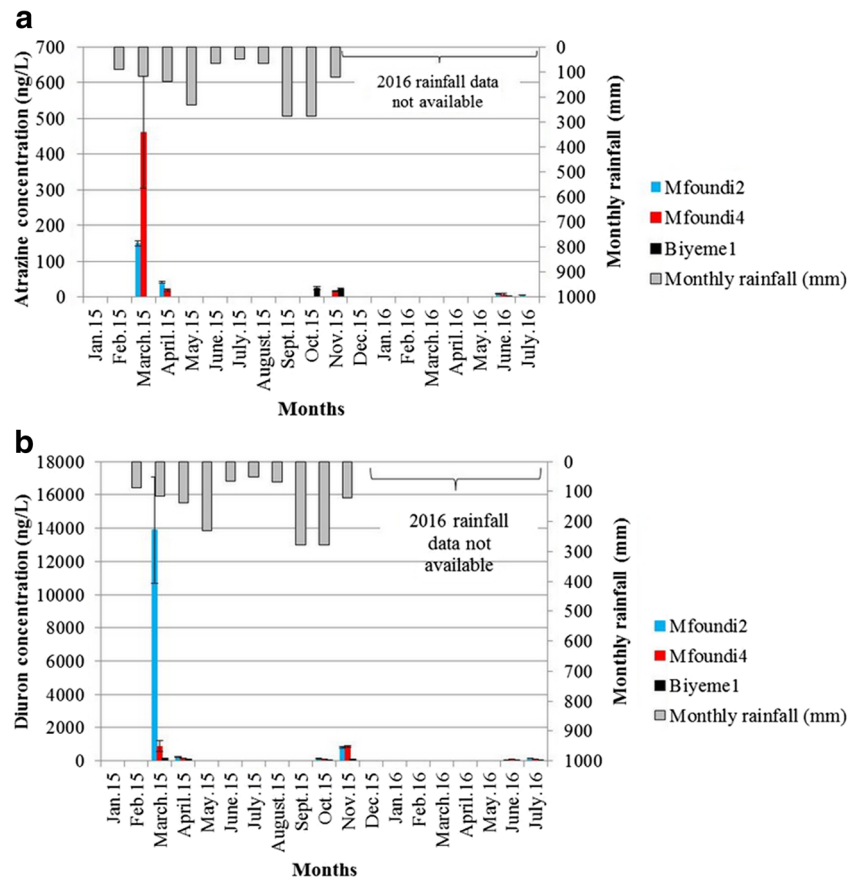 a
Atrazine concentration (ng/L)
700
600
500
400
300
200
100
0
0
100
200
300
400
500
600
700
800
900
1000
Monthly rainfall (mm)
2016 rainfall data
not available
Jan.15
Feb.15
March.15
April.15
May.15
June.15
July.15
August.15
Sept.15
Oct.15
Nov.15
Dec.15
Jan.16
Feb.16
March.16
April.16
May.16
June.16
July.16
Months
Mfoundi2
Mfoundi4
Biyeme1
Monthly rainfall (mm)
b
Diuron concentration (ng/L)
18000
16000
14000
12000
10000
8000
6000
4000
2000
0
0
100
200
300
400
500
600
700
800
900
1000
Monthly rainfall (mm)
2016 rainfall
data not
available
Jan.15
Feb.15
March.15
April.15
May.15
June.15
July.15
August.15
Sept.15
Oct.15
Nov.15
Dec.15
Jan.16
Feb.16
March.16
April.16
May.16
June.16
July.16
Months
Mfoundi2
Mfoundi4
Biyeme1
Monthly rainfall (mm)